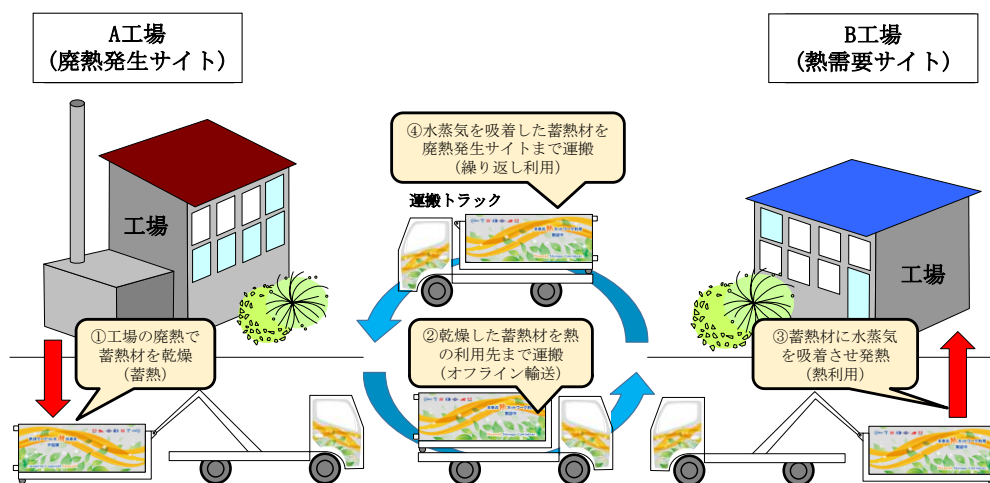 A工場
(廃熱発生サイト)
B工場
(熱需要サイト)
④水蒸気を吸着した蓄熱材を
廃熱発生サイトまで運搬
(繰り返し利用)
運搬トラック
工場
工場
①工場の廃熱で
蓄熱材を乾燥
(蓄熱)
②乾燥した蓄熱材を熱
の利用先まで運搬
(オフライン輸送)
③蓄熱材に水蒸気
を吸着させ発熱
(熱利用)